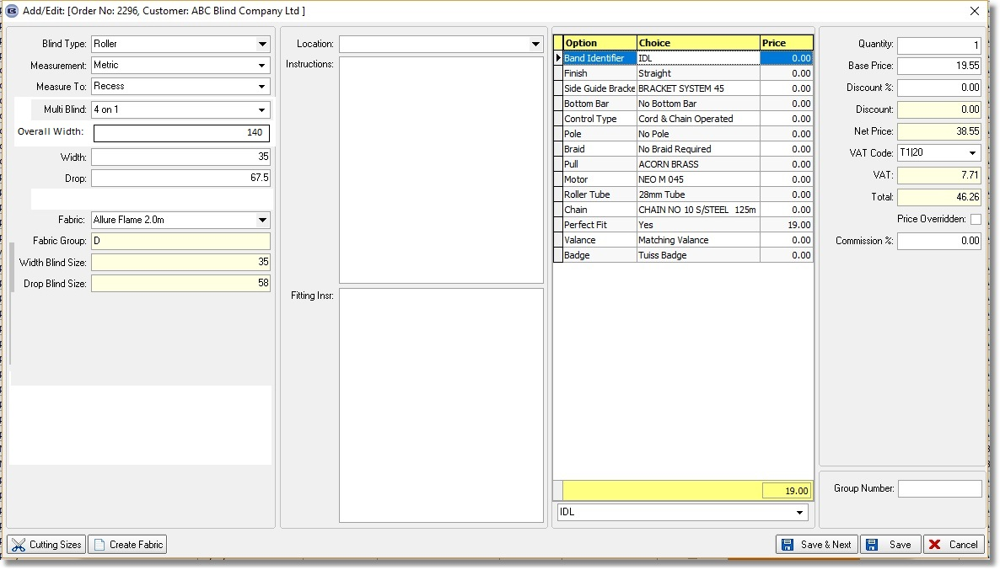 Add/Edit: [Order No: 2296, Customer: ABC Blind Company Ltd ]
Blind Type: Roller
Measurement: Metric
Measure To: Recess
Multi Blind: 4 on 1
Overall Width: 140
Width: 35
Drop: 67.5
Fabric: Allure Flame 2.0m
Fabric Group: D
Width Blind Size: 35
Drop Blind Size: 58
Location:
Instructions:
Fitting Insr:
Option Choice Price
Band Identifier IDL 0.00
Finish Straight 0.00
Side Guide Bracke BRACKET SYSTEM 45 0.00
Bottom Bar No Bottom Bar 0.00
Control Type Cord & Chain Operated 0.00
Pole No Pole 0.00
Braid No Braid Required 0.00
Pull ACORN BRASS 0.00
Motor NEO M 045 0.00
Roller Tube 28mm Tube 0.00
Chain CHAIN NO 10 S/STEEL 125m 0.00
Perfect Fit Yes 19.00
Valance Matching Valance 0.00
Badge Tuiss Badge 0.00
19.00
IDL
Quantity: 1
Base Price: 19.55
Discount %: 0.00
Discount: 0.00
Net Price: 38.55
VAT Code: T1|20
VAT: 7.71
Total: 46.26
Price Overridden:
Commission %: 0.00
Group Number:
Cutting Sizes Create Fabric Save & Next Save Cancel